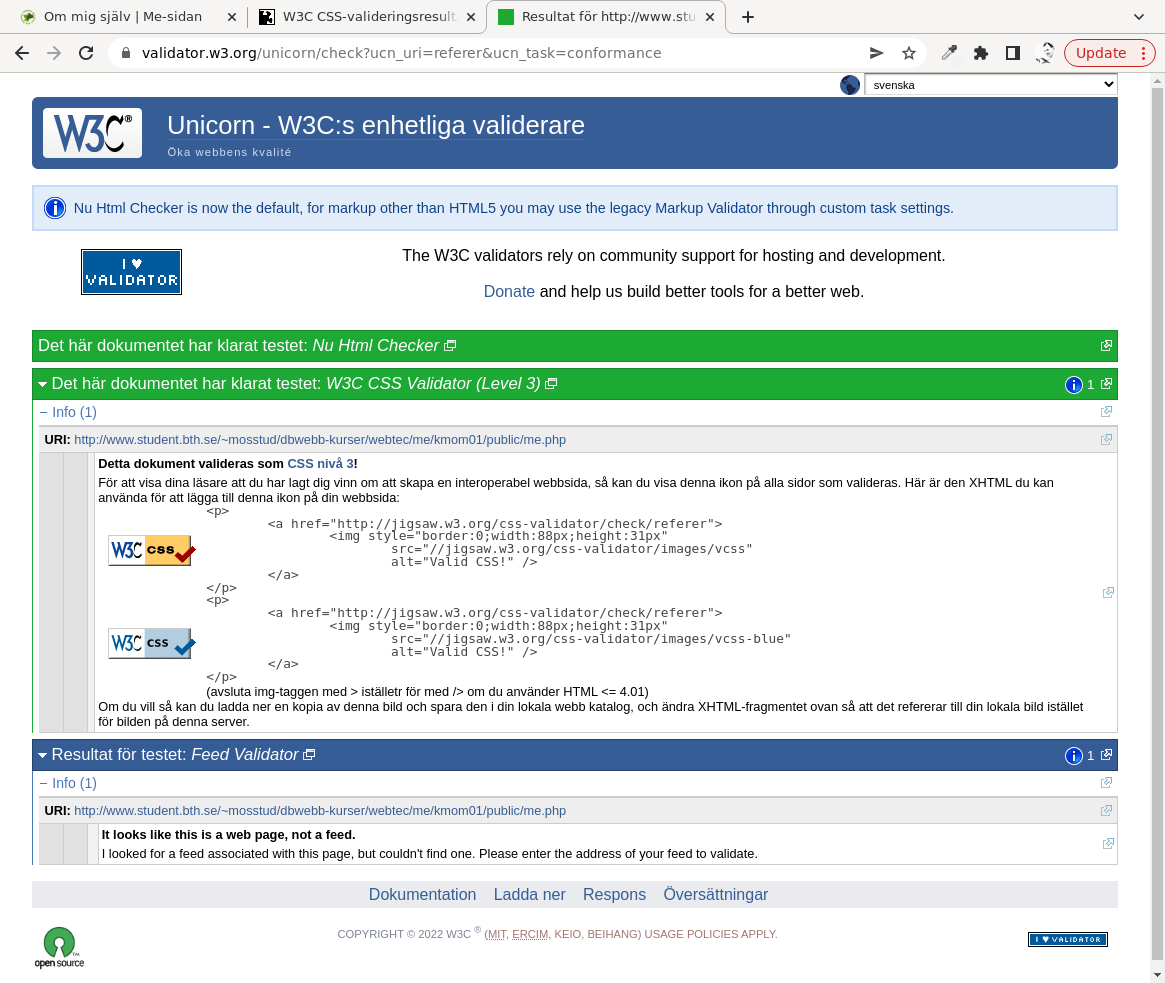 Om mig själv | Me-sidan
W3C CSS-valideringsresult
Resultat för http://www.stu
validator.w3.org/unicorn/check?ucn_uri=referer&ucn_task=conformance
Update
svenska
W3C®
Unicorn - W3C:s enhetliga validerare
Öka webbens kvalité
Nu Html Checker is now the default, for markup other than HTML5 you may use the legacy Markup Validator through custom task settings.
I ♥
VALIDATOR
The W3C validators rely on community support for hosting and development.
Donate and help us build better tools for a better web.
Det här dokumentet har klarat testet: Nu Html Checker
Det här dokumentet har klarat testet: W3C CSS Validator (Level 3)
1
− Info (1)
URI: http://www.student.bth.se/~mosstud/dbwebb-kurser/webtec/me/kmom01/public/me.php
Detta dokument valideras som CSS nivå 3!
För att visa dina läsare att du har lagt dig vinn om att skapa en interoperabel webbsida, så kan du visa denna ikon på alla sidor som valideras. Här är den XHTML du kan
använda för att lägga till denna ikon på din webbsida:
<p>
<a href="http://jigsaw.w3.org/css-validator/check/referer">
<img style="border:0;width:88px;height:31px"
W3C css
src="//jigsaw.w3.org/css-validator/images/vcss"
alt="Valid CSS!" />
</a>
</p>
<p>
<a href="http://jigsaw.w3.org/css-validator/check/referer">
<img style="border:0;width:88px;height:31px"
W3C css
src="//jigsaw.w3.org/css-validator/images/vcss-blue"
alt="Valid CSS!" />
</a>
</p>
(avsluta img-taggen med > iställetr för med /> om du använder HTML <= 4.01)
Om du vill så kan du ladda ner en kopia av denna bild och spara den i din lokala webb katalog, och ändra XHTML-fragmentet ovan så att det refererar till din lokala bild istället
för bilden på denna server.
Resultat för testet: Feed Validator
1
− Info (1)
URI: http://www.student.bth.se/~mosstud/dbwebb-kurser/webtec/me/kmom01/public/me.php
It looks like this is a web page, not a feed.
I looked for a feed associated with this page, but couldn't find one. Please enter the address of your feed to validate.
Dokumentation Ladda ner Respons Översättningar
COPYRIGHT © 2022 W3C ® (MIT, ERCIM, KEIO, BEIHANG) USAGE POLICIES APPLY.
I ♥ VALIDATOR
open source™